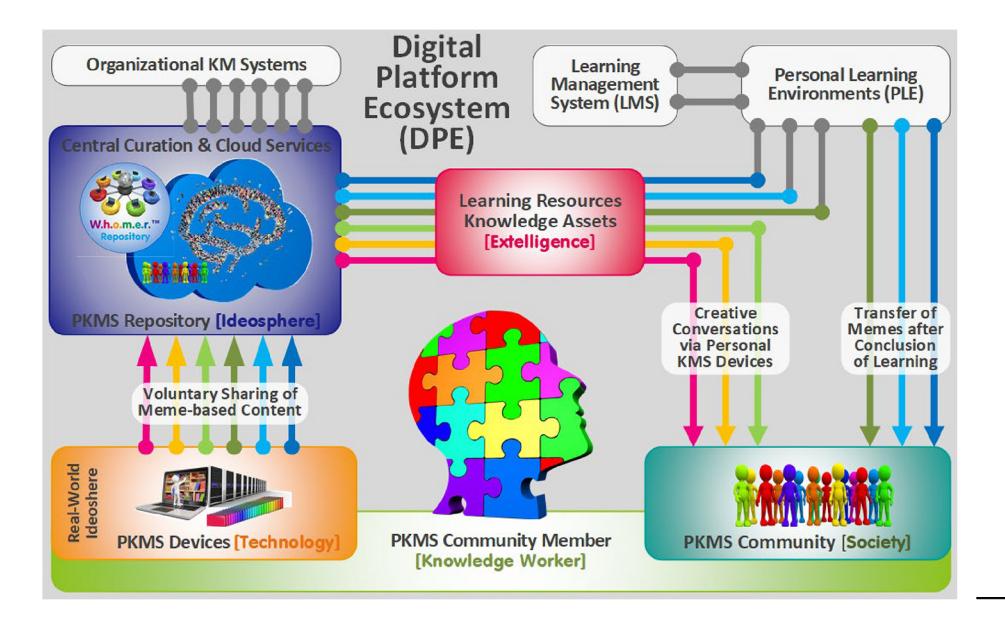 Organizational KM Systems
Digital
Platform
Ecosystem
(DPE)
Learning
Management
System (LMS)
Personal Learning
Environments (PLE)
Central Curation & Cloud Services
W.h.o.m.e.r.™
Repository
PKMS Repository [Ideosphere]
Learning Resources
Knowledge Assets
[Extelligence]
Creative
Conversations
via Personal
KMS Devices
Transfer of
Memes after
Conclusion
of Learning
Voluntary Sharing of
Meme-based Content
Real-World
Ideoshere
PKMS Devices [Technology]
PKMS Community Member
[Knowledge Worker]
PKMS Community [Society]